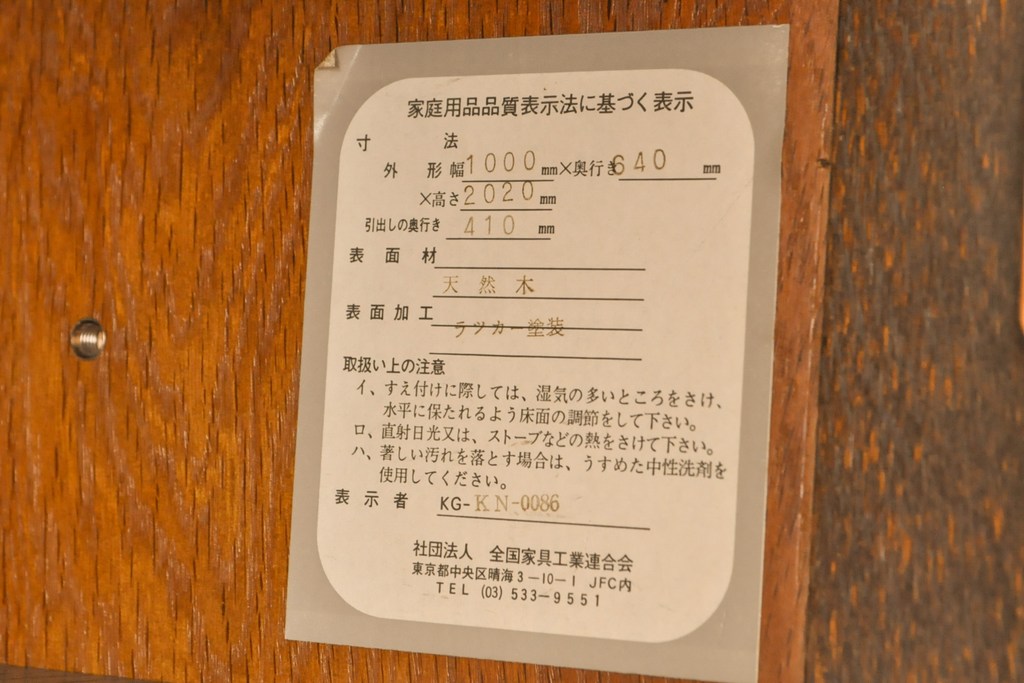 家庭用品品質表示法に基づく表示
寸法
外形幅1000mm×奥行き640mm
×高さ2020mm
引出しの奥行き410mm
表面材
天然木
表面加工
ラツカー塗装
取扱い上の注意
イ、すえ付けに際しては、湿気の多いところをさけ、
水平に保たれるよう床面の調節をして下さい。
ロ、直射日光又は、ストーブなどの熱をさけて下さい。
ハ、著しい汚れを落とす場合は、うすめた中性洗剤を
使用してください。
表示者 KG-KN-0086
社団法人 全国家具工業連合会
東京都中央区晴海3-10-1 JFC内
TEL (03) 533-9551